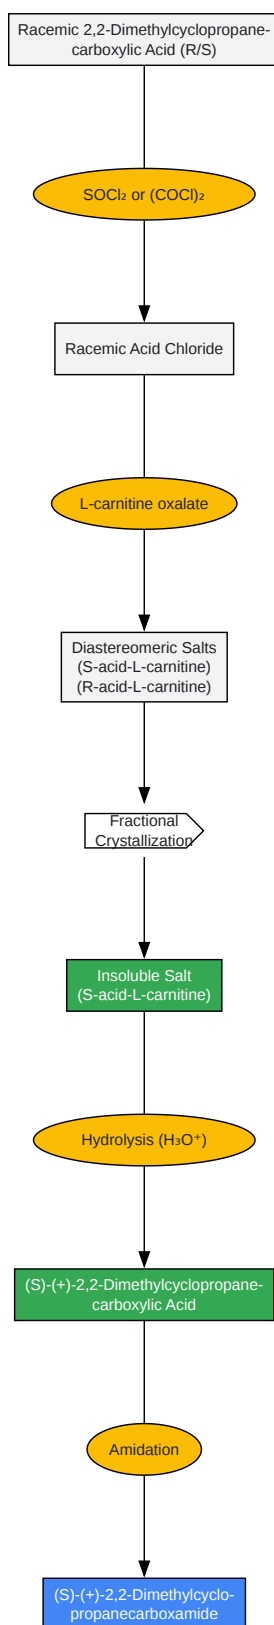 Racemic 2,2-Dimethylcyclopropane-
carboxylic Acid (R/S)
SOCl₂ or (COCl)₂
Racemic Acid Chloride
L-carnitine oxalate
Diastereomeric Salts
(S-acid-L-carnitine)
(R-acid-L-carnitine)
Fractional
Crystallization
Insoluble Salt
(S-acid-L-carnitine)
Hydrolysis (H₃O⁺)
(S)-(+)-2,2-Dimethylcyclopropane-
carboxylic Acid
Amidation
(S)-(+)-2,2-Dimethylcyclo-
propanecarboxamide